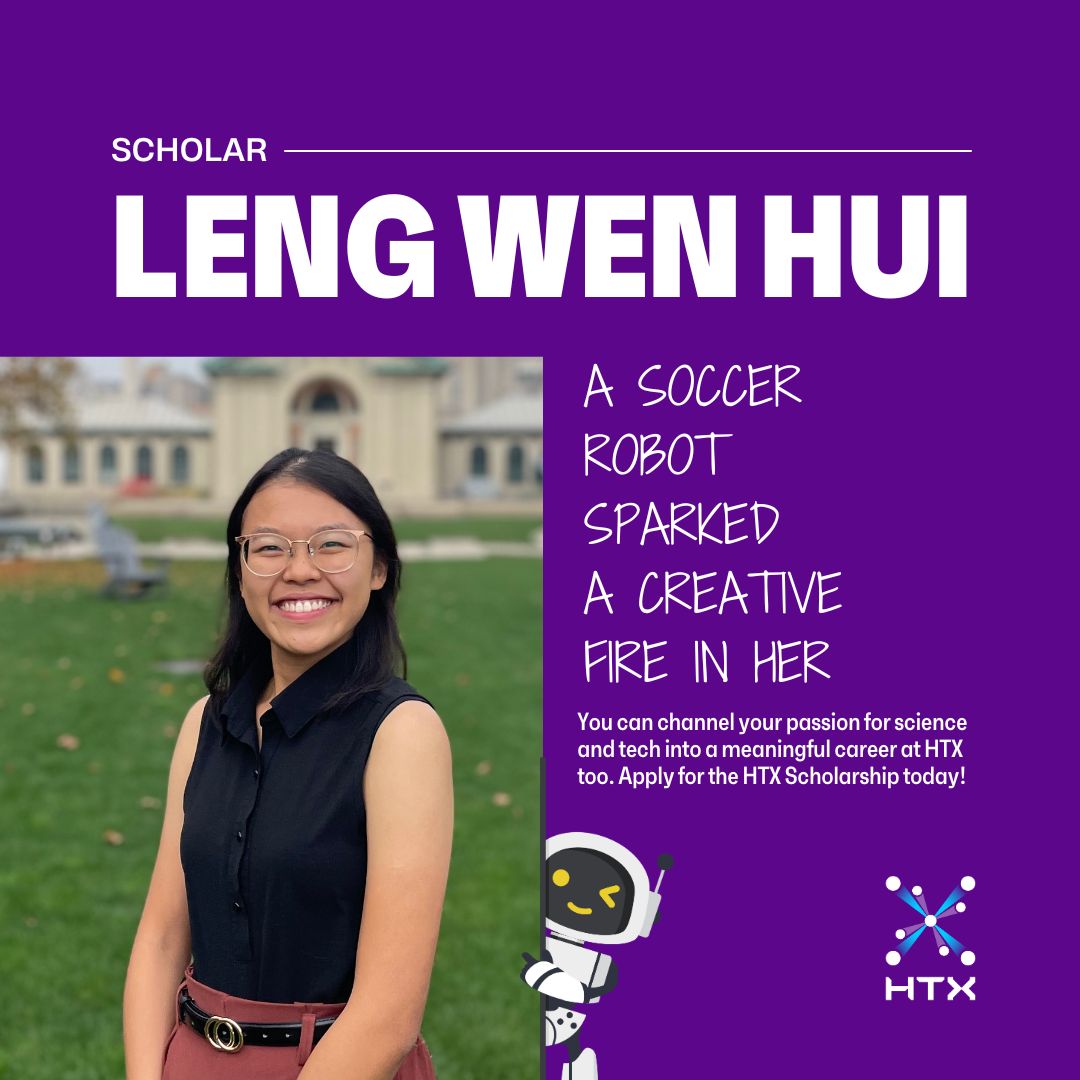 SCHOLAR
LENG WEN HUI
A SOCCER
ROBOT
SPARKED
A CREATIVE
FIRE IN HER
You can channel your passion for science
and tech into a meaningful career at HTX
too. Apply for the HTX Scholarship today!
HTX